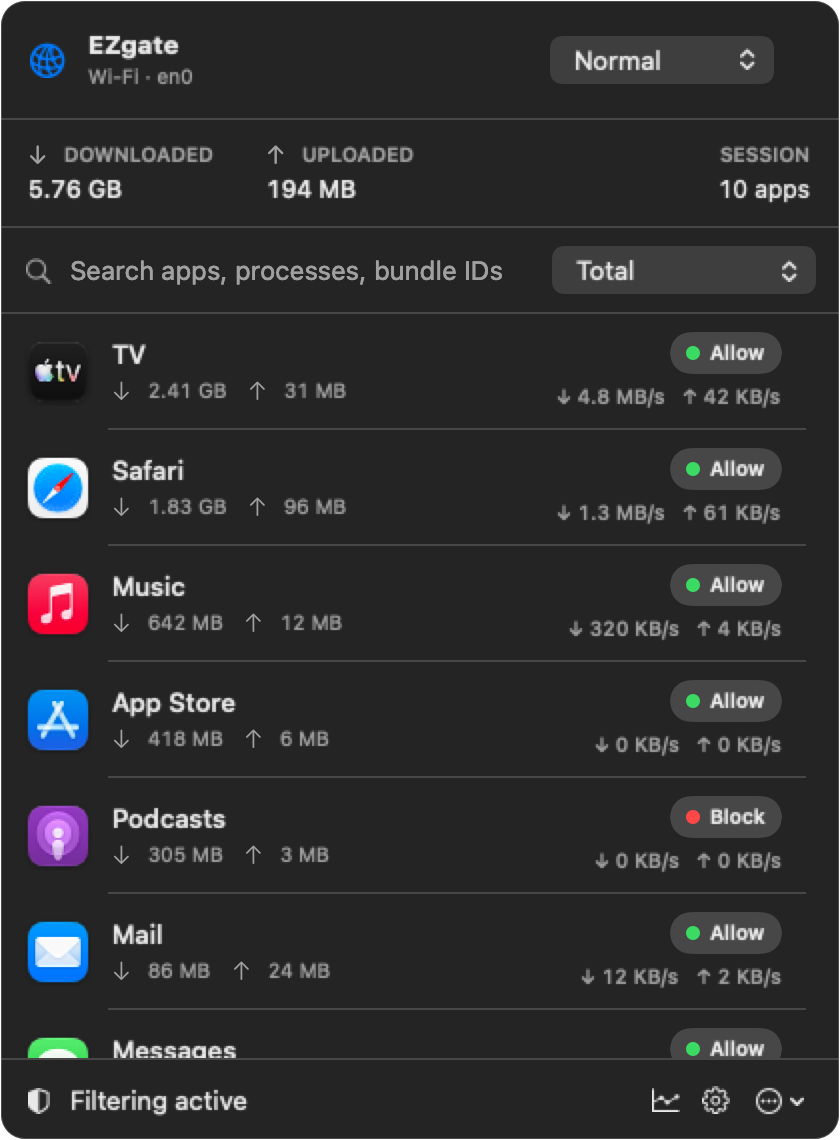 EZgate
Normal
Wi-Fi · en0
↓ DOWNLOADED ↑ UPLOADED SESSION
5.76 GB 194 MB 10 apps
Search apps, processes, bundle IDs Total
tv TV Allow
↓ 2.41 GB ↑ 31 MB ↓ 4.8 MB/s ↑ 42 KB/s
Safari Allow
↓ 1.83 GB ↑ 96 MB ↓ 1.3 MB/s ↑ 61 KB/s
Music Allow
↓ 642 MB ↑ 12 MB ↓ 320 KB/s ↑ 4 KB/s
App Store Allow
↓ 418 MB ↑ 6 MB ↓ 0 KB/s ↑ 0 KB/s
Podcasts Block
↓ 305 MB ↑ 3 MB ↓ 0 KB/s ↑ 0 KB/s
Mail Allow
↓ 86 MB ↑ 24 MB ↓ 12 KB/s ↑ 2 KB/s
Messages Allow
Filtering active